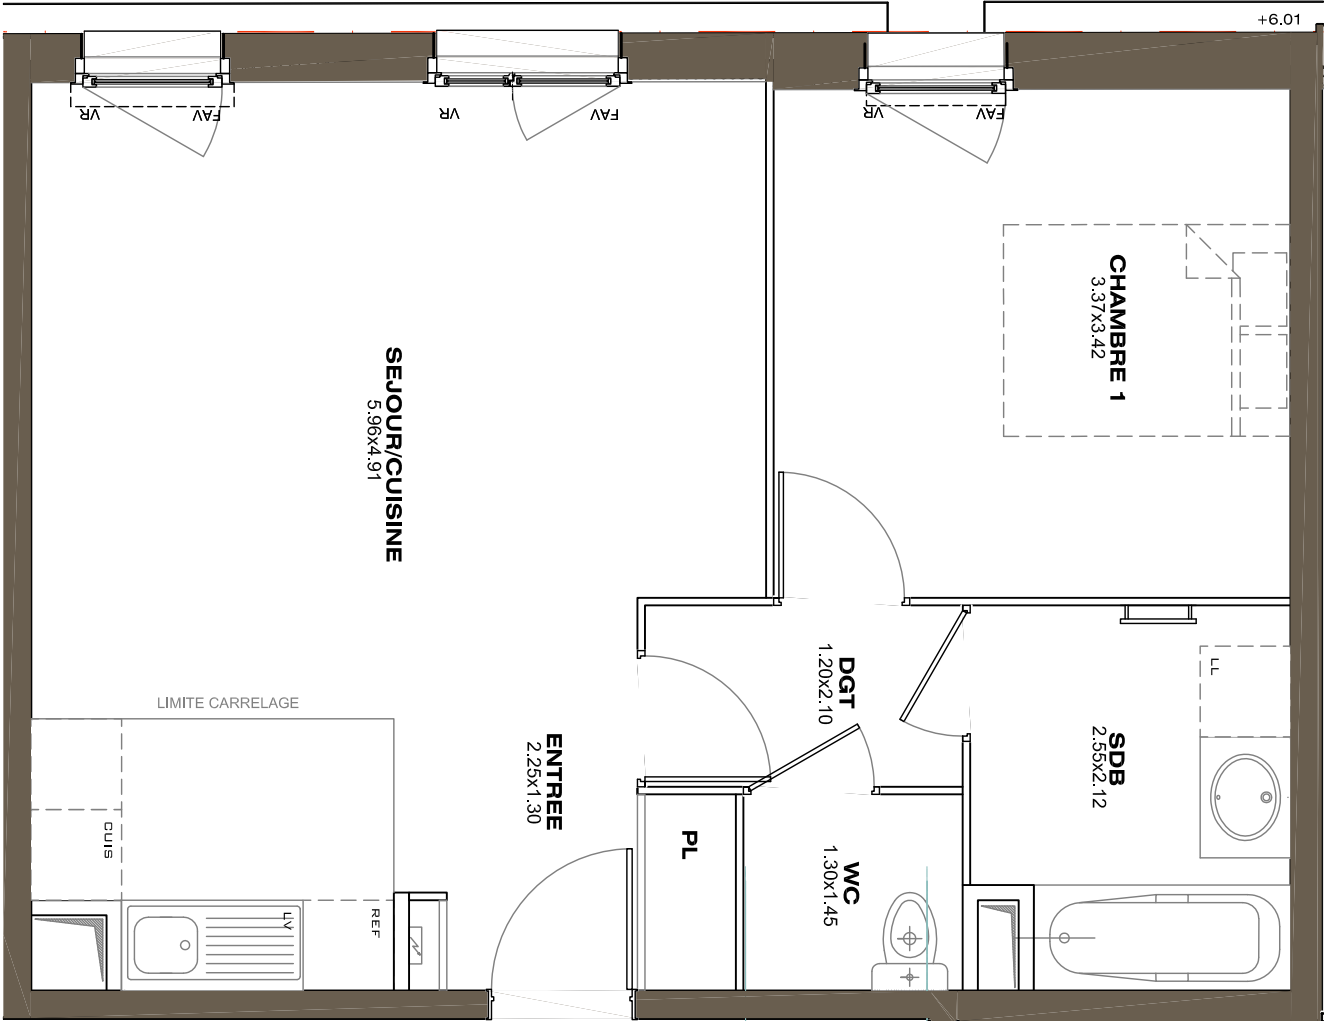 +6.01
VR
FAV
VR
FAV
VR
FAV
CHAMBRE 1
3.37x3.42
SEJOUR/CUISINE
5.96x4.91
DGT
1.20x2.10
LL
SDB
2.55x2.12
LIMITE CARRELAGE
ENTREE
2.25x1.30
CUIS
PL
WC
1.30x1.45
LV
REF